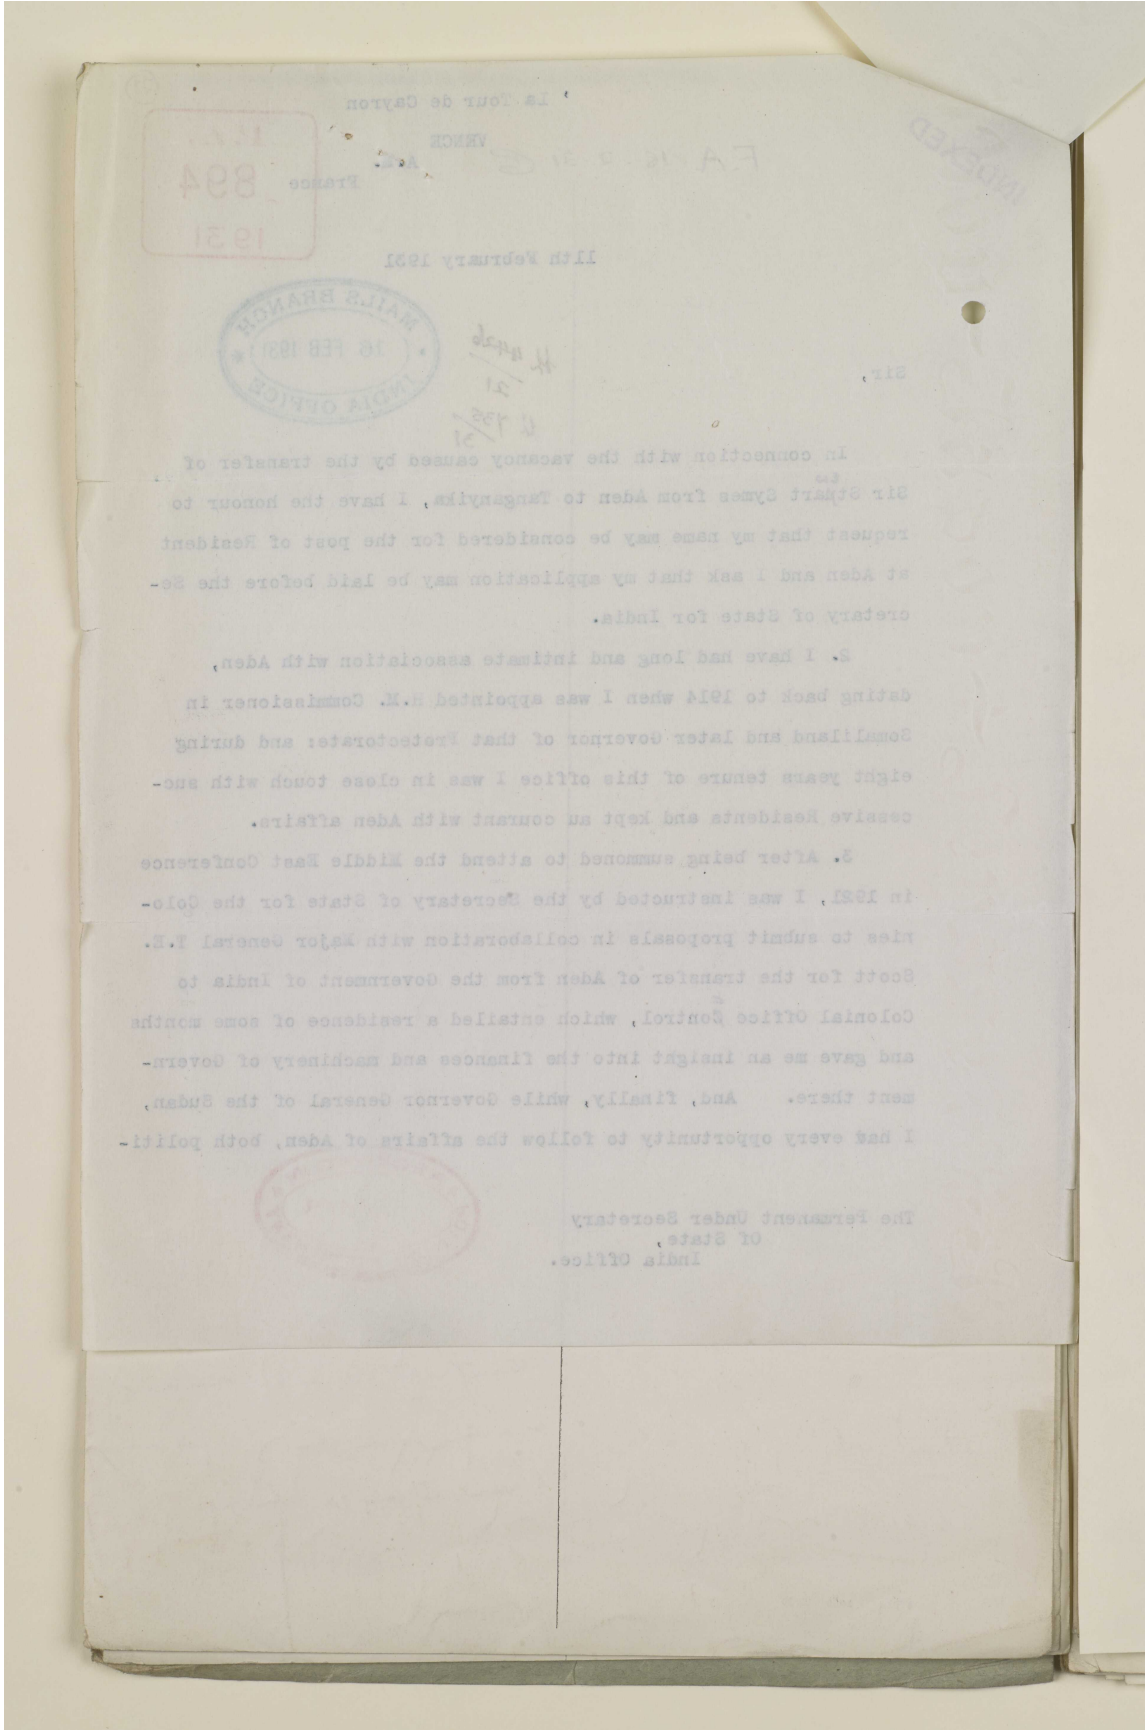 la Tour de Cayron
VENCE
A.M.
France
P.Z.
894
1931
INDEXED
11th February 1931
MAILS BRANCH
16 FEB 1931
INDIA OFFICE
Sir,
In connection with the vacancy caused by the transfer of
Sir Stuart Symes from Aden to Tanganyika, I have the honour to
request that my name may be considered for the post of Resident
at Aden and I ask that my application may be laid before the Se-
cretary of State for India.
2. I have had long and intimate association with Aden,
dating back to 1914 when I was appointed H.M. Commissioner in
Somaliland and later Governor of that Protectorate: and during
eight years tenure of this office I was in close touch with suc-
cessive Residents and kept au courant with Aden affairs.
3. After being summoned to attend the Middle East Conference
in 1921, I was instructed by the Secretary of State for the Colo-
nies to submit proposals in collaboration with Major General T.E.
Scott for the transfer of Aden from the Government of India to
Colonial Office Control, which entailed a residence of some months
and gave me an insight into the finances and machinery of Govern-
ment there. And, finally, while Governor General of the Sudan,
I had every opportunity to follow the affairs of Aden, both politi-
The Permanent Under Secretary
Of State,
India Office.